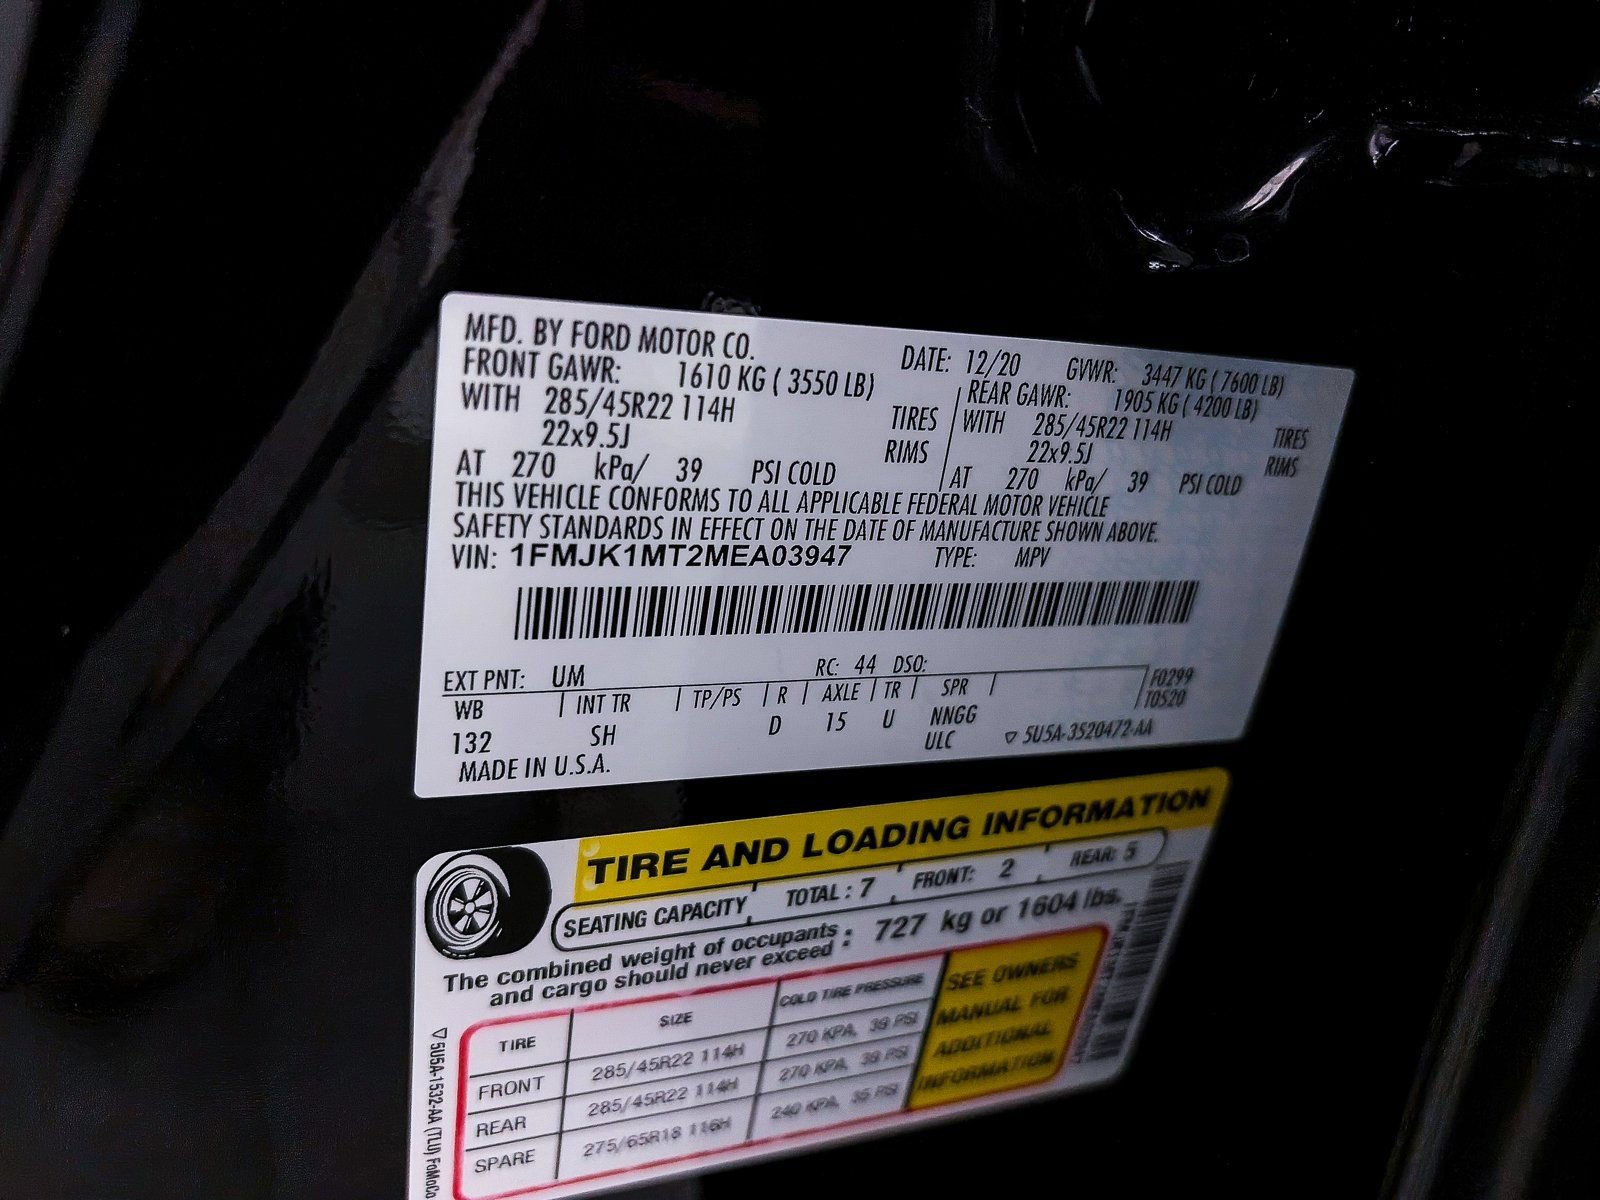 MFD. BY FORD MOTOR CO.
DATE: 12/20 GVWR: 3447 KG ( 7600 LB)
FRONT GAWR: 1610 KG ( 3550 LB)
REAR GAWR: 1905 KG ( 4200 LB)
WITH 285/45R22 114H TIRES
WITH 285/45R22 114H TIRES
22x9.5J RIMS
22x9.5J RIMS
AT 270 kPa/ 39 PSI COLD
AT 270 kPa/ 39 PSI COLD
THIS VEHICLE CONFORMS TO ALL APPLICABLE FEDERAL MOTOR VEHICLE
SAFETY STANDARDS IN EFFECT ON THE DATE OF MANUFACTURE SHOWN ABOVE.
VIN: 1FMJK1MT2MEA03947 TYPE: MPV
EXT PNT: UM RC: 44 DSO:
F0299
WB INT TR TP/PS R AXLE TR SPR
T0520
132 SH D 15 U NNGG
ULC ▽ 5U5A-3520472-AA
MADE IN U.S.A.
TIRE AND LOADING INFORMATION
SEATING CAPACITY TOTAL : 7 FRONT: 2 REAR: 5
The combined weight of occupants
and cargo should never exceed : 727 kg or 1604 lbs.
TIRE SIZE COLD TIRE PRESSURE
FRONT 285/45R22 114H 270 KPA, 39 PSI
REAR 285/45R22 114H 270 KPA, 39 PSI
SPARE 275/65R18 116H 240 KPA, 35 PSI
SEE OWNERS
MANUAL FOR
ADDITIONAL
INFORMATION
▽ 5U5A-1532-AA (TLU) FoMoCo